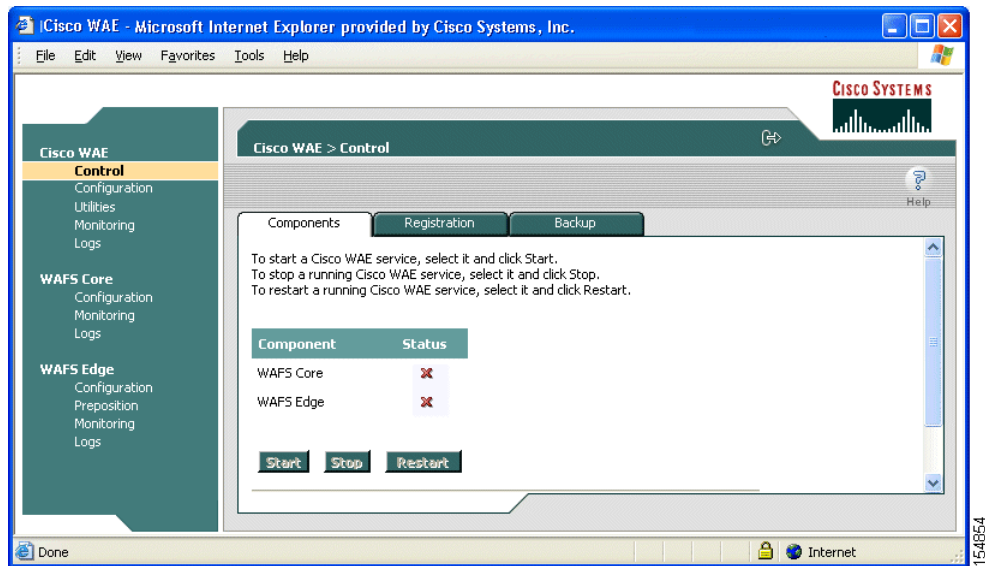 Cisco WAE - Microsoft Internet Explorer provided by Cisco Systems, Inc.
File Edit View Favorites Tools Help
CISCO SYSTEMS
Cisco WAE
Control
Configuration
Utilities
Monitoring
Logs
WAFS Core
Configuration
Monitoring
Logs
WAFS Edge
Configuration
Preposition
Monitoring
Logs
Cisco WAE > Control
Help
Components Registration Backup
To start a Cisco WAE service, select it and click Start.
To stop a running Cisco WAE service, select it and click Stop.
To restart a running Cisco WAE service, select it and click Restart.
Component Status
WAFS Core
WAFS Edge
Start Stop Restart
Done Internet
154854